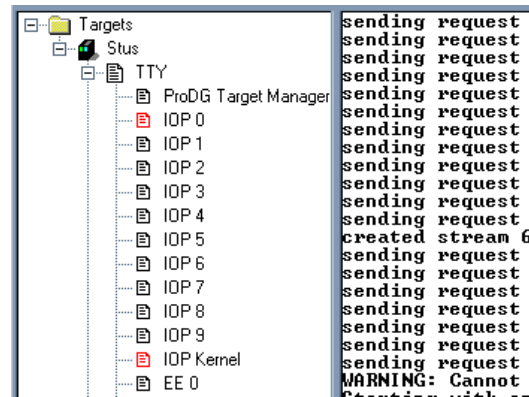 Targets
Stus
TTY
ProDG Target Manager
IOP 0
IOP 1
IOP 2
IOP 3
IOP 4
IOP 5
IOP 6
IOP 7
IOP 8
IOP 9
IOP Kernel
EE 0
sending request
sending request
sending request
sending request
sending request
sending request
sending request
sending request
sending request
sending request
sending request
sending request
created stream 6
sending request
sending request
sending request
sending request
sending request
sending request
sending request
WARNING: Cannot
Starting with